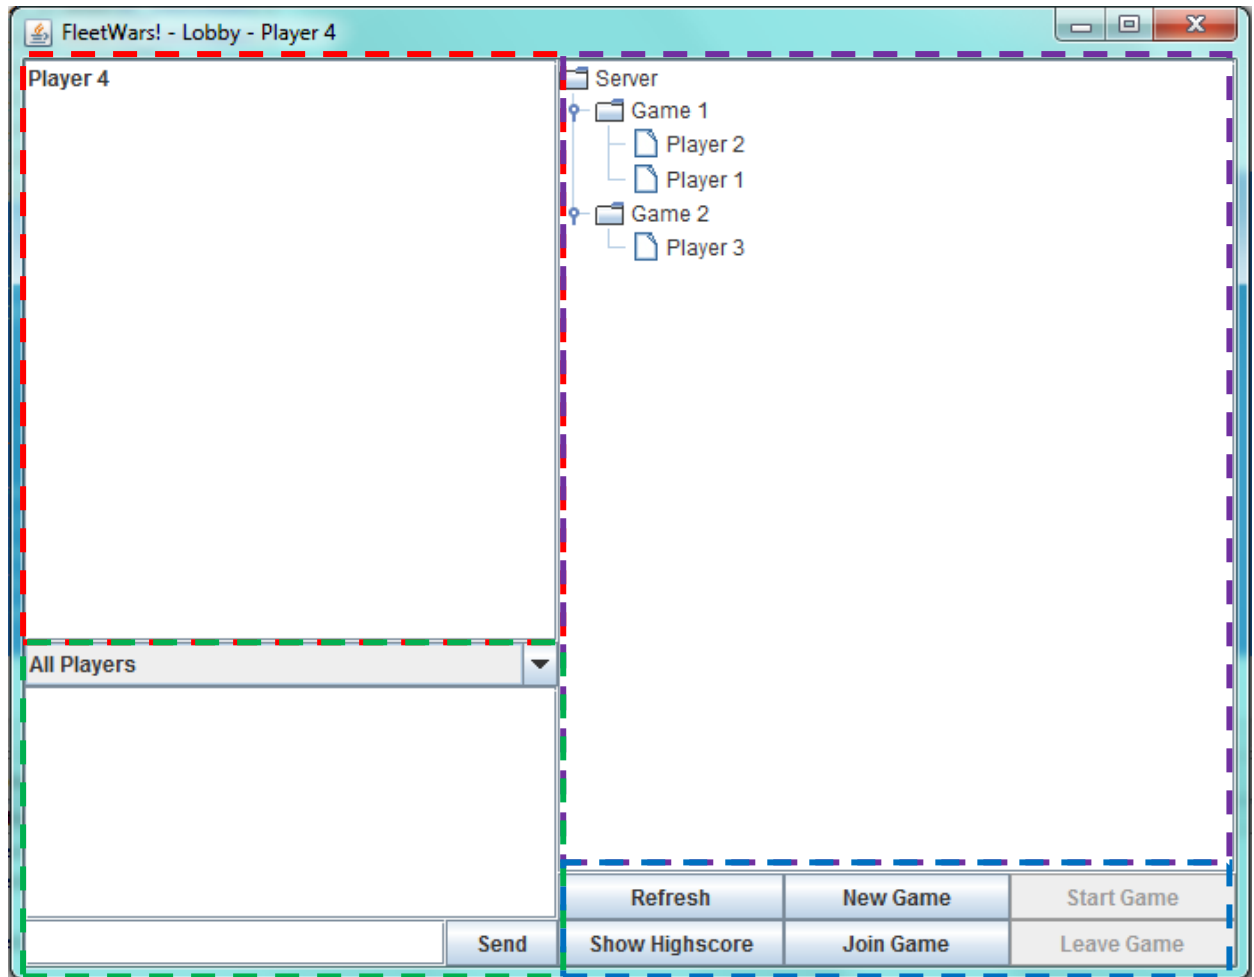 FleetWars! - Lobby - Player 4
Player 4
Server
Game 1
Player 2
Player 1
Game 2
Player 3
All Players
Send
Refresh
New Game
Start Game
Show Highscore
Join Game
Leave Game